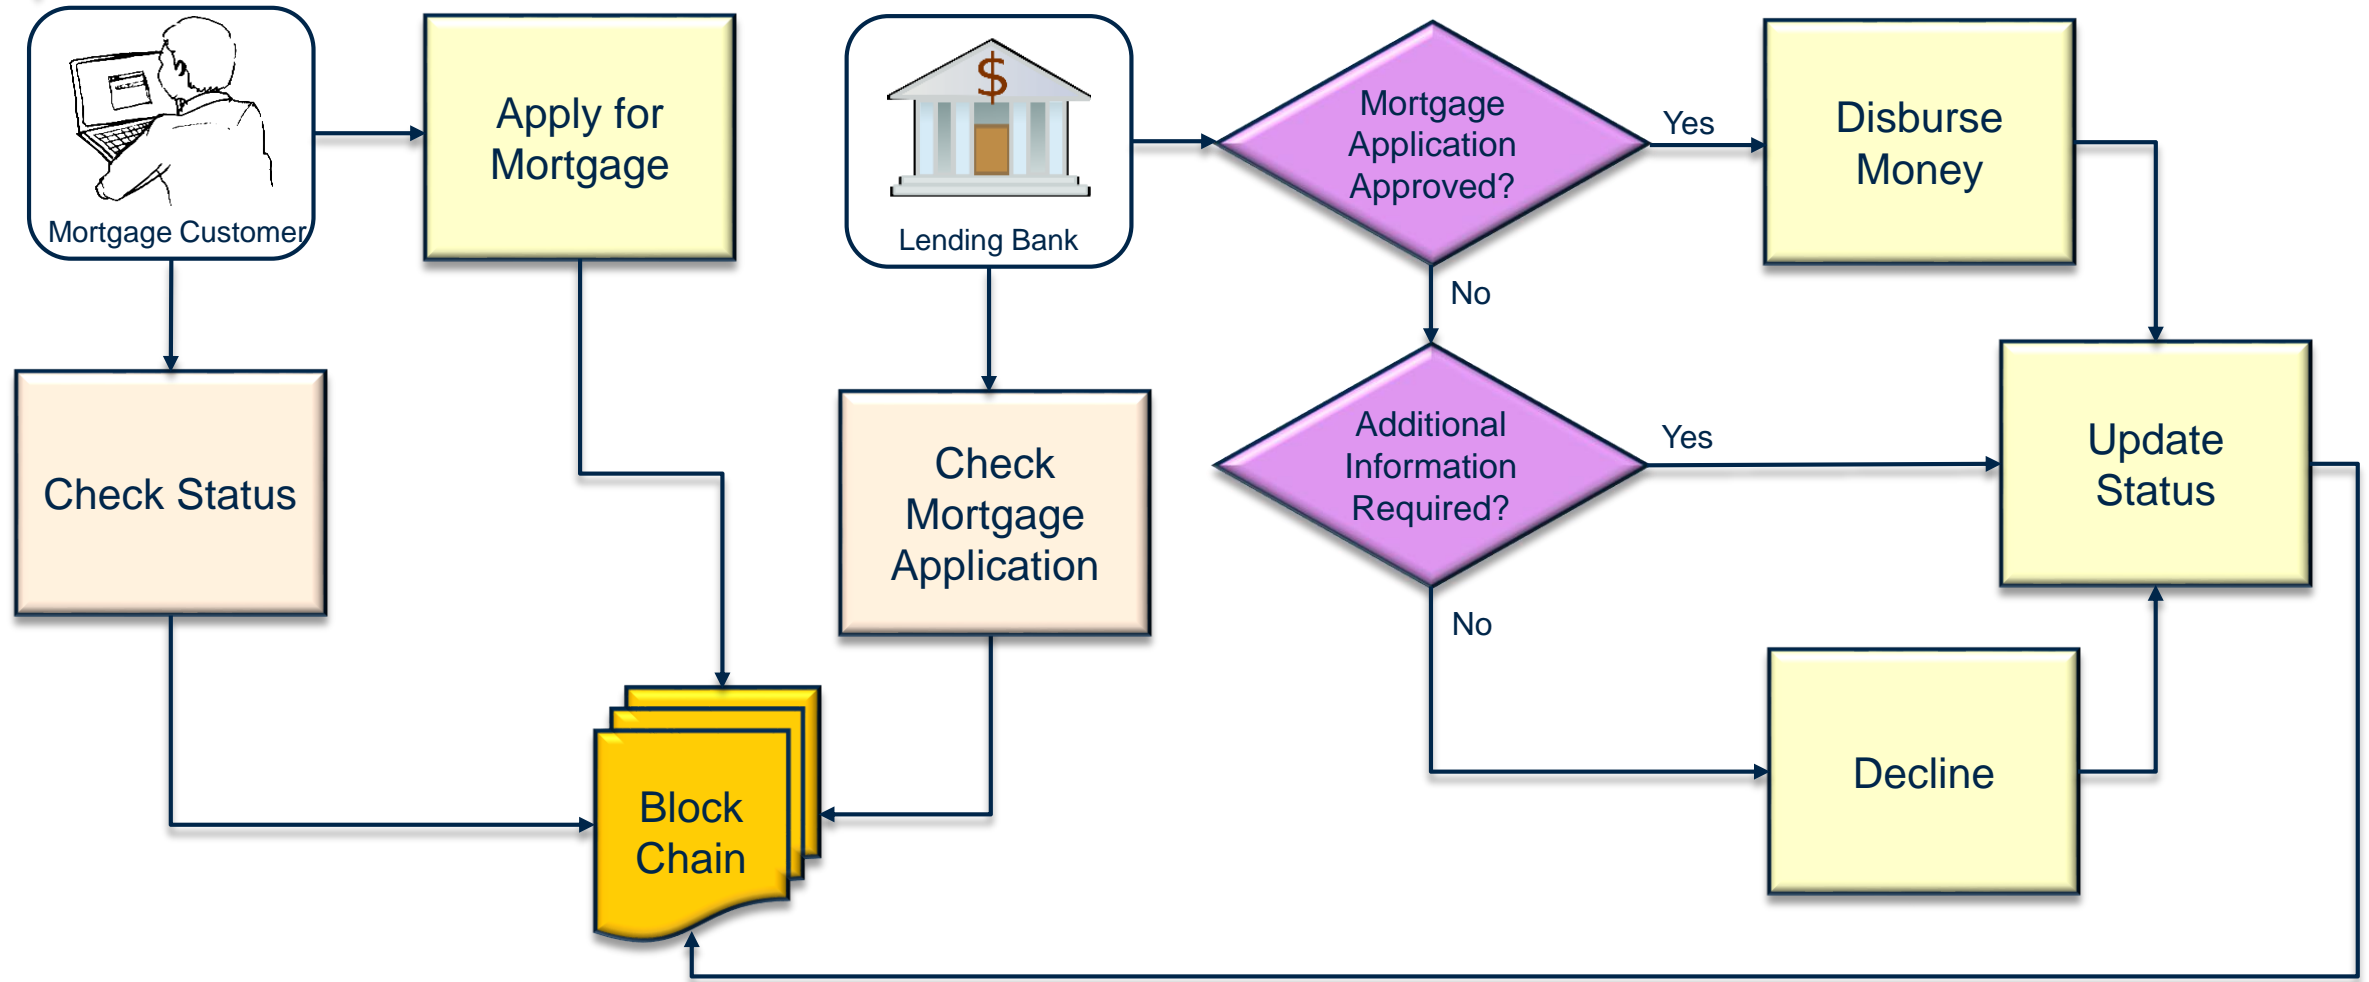 Mortgage Customer
Apply for
Mortgage
$
Lending Bank
Mortgage
Application
Approved?
Yes
Disburse
Money
No
Check Status
Check
Mortgage
Application
Additional
Information
Required?
Yes
Update
Status
No
Block
Chain
Decline